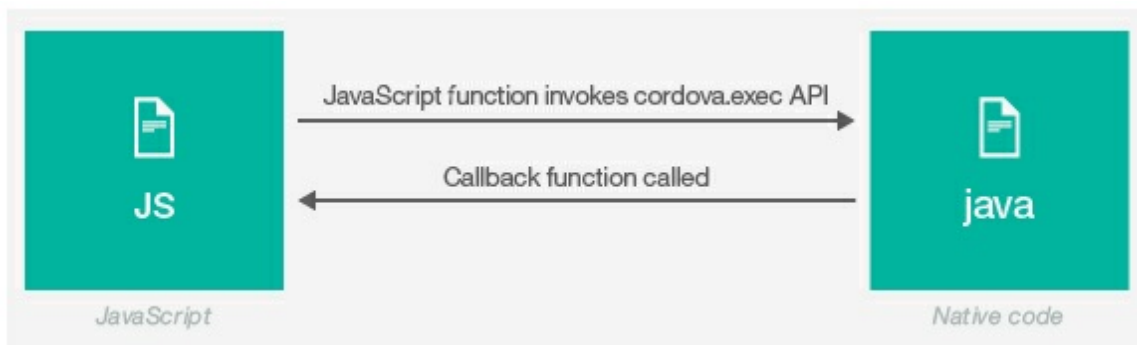 JavaScript function invokes cordova.exec API
Callback function called
JS
java
JavaScript
Native code